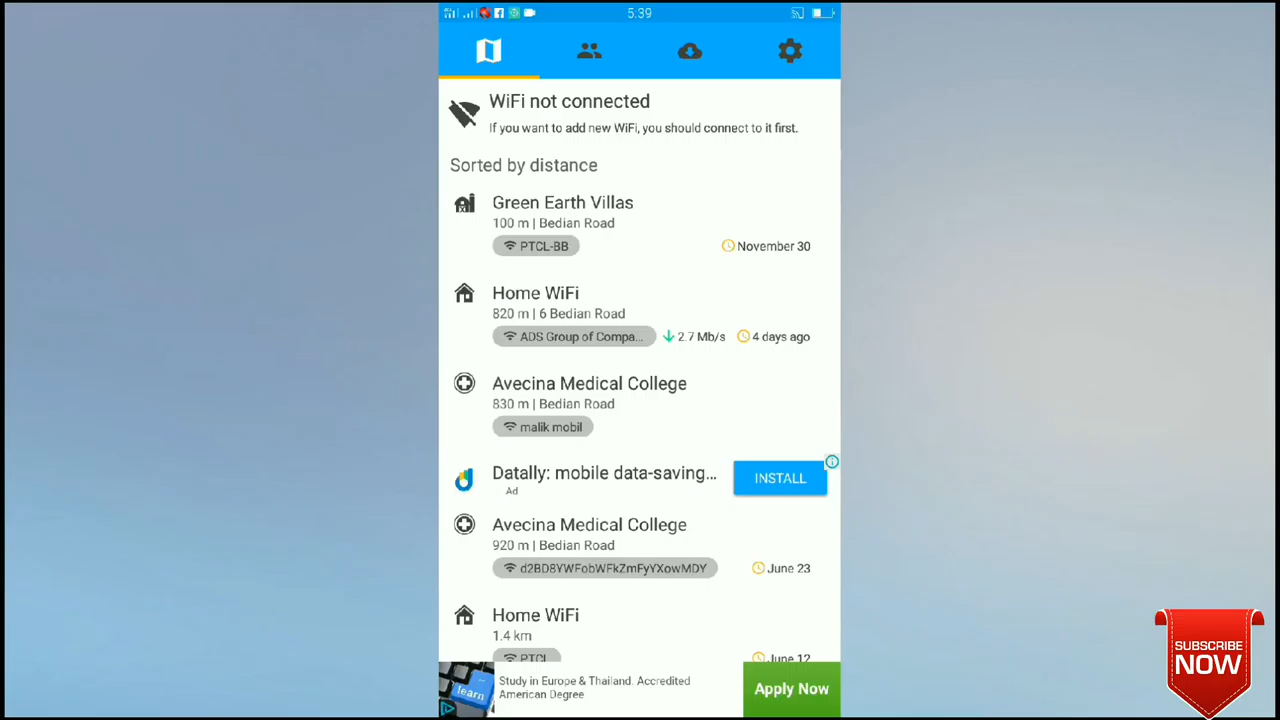 5.39
WiFi not connected
If you want to add new WiFi, you should connect to it first.
Sorted by distance
Green Earth Villas
100 m | Bedian Road
PTCL-BB
November 30
Home WiFi
820 m | 6 Bedian Road
ADS Group of Compa...
2.7 Mb/s
4 days ago
Avecina Medical College
830 m | Bedian Road
malik mobil
Datally: mobile data-saving...
Ad
INSTALL
Avecina Medical College
920 m | Bedian Road
d2BD8YWFobWFkZmFyYXowMDY
June 23
Home WiFi
1.4 km
PTCL
June 12
learn
Study in Europe & Thailand. Accredited
American Degree
Apply Now
SUBSCRIBE
NOW